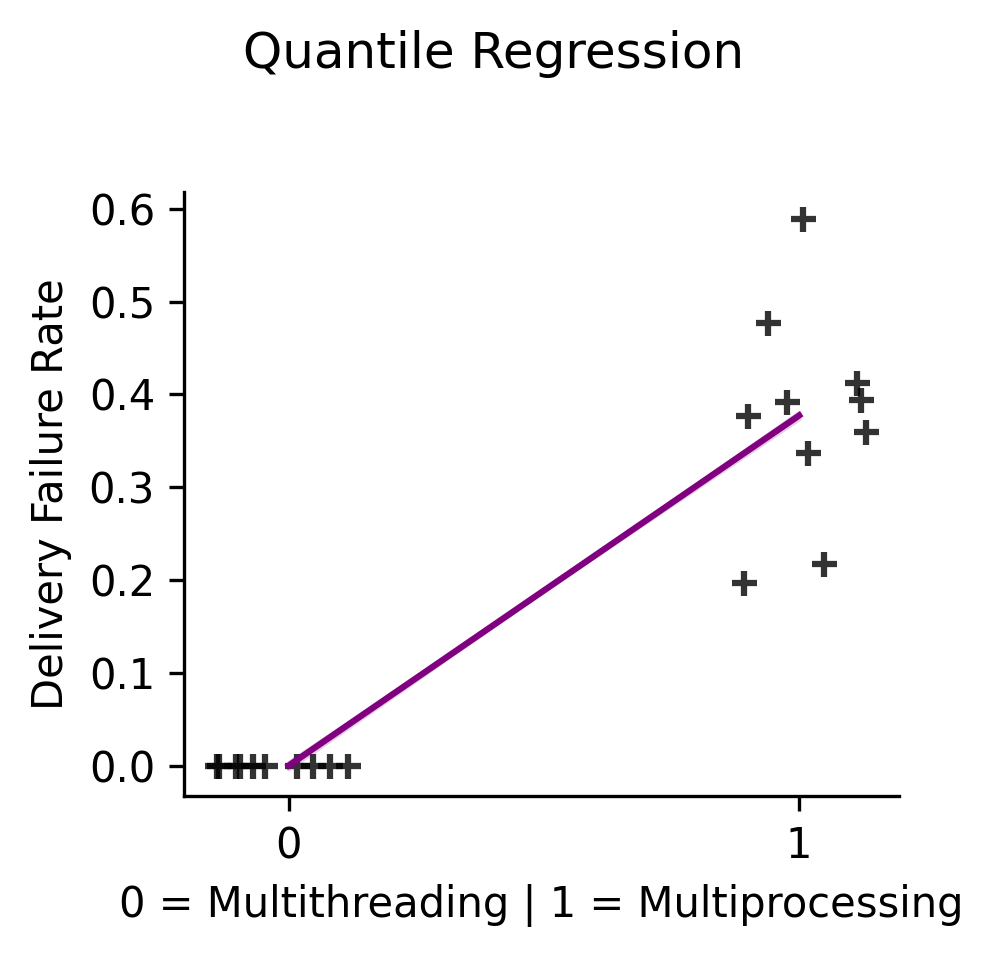 Quantile Regression
0.6
0.5
0.4
0.3
0.2
0.1
0.0
Delivery Failure Rate
0 1
0 = Multithreading | 1 = Multiprocessing